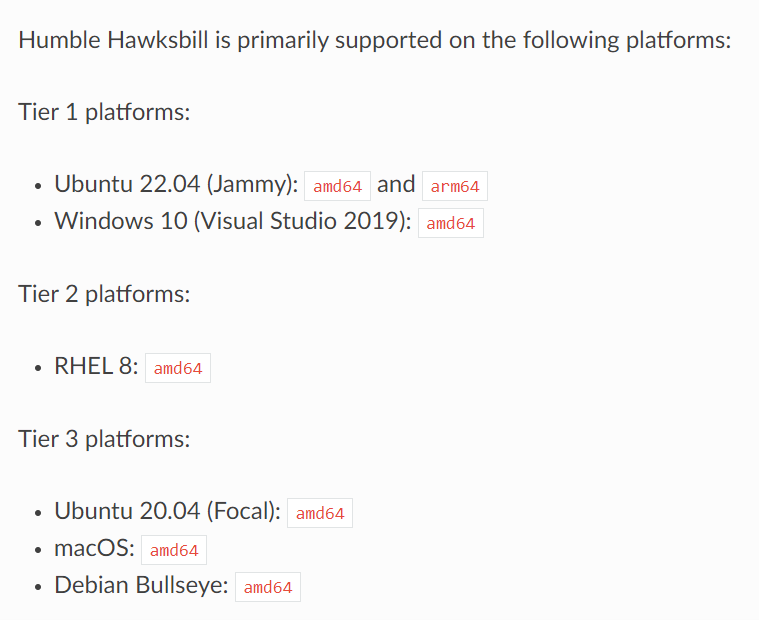 Humble Hawksbill is primarily supported on the following platforms:
Tier 1 platforms:
• Ubuntu 22.04 (Jammy): amd64 and arm64
• Windows 10 (Visual Studio 2019): amd64
Tier 2 platforms:
• RHEL 8: amd64
Tier 3 platforms:
• Ubuntu 20.04 (Focal): amd64
• macOS: amd64
• Debian Bullseye: amd64